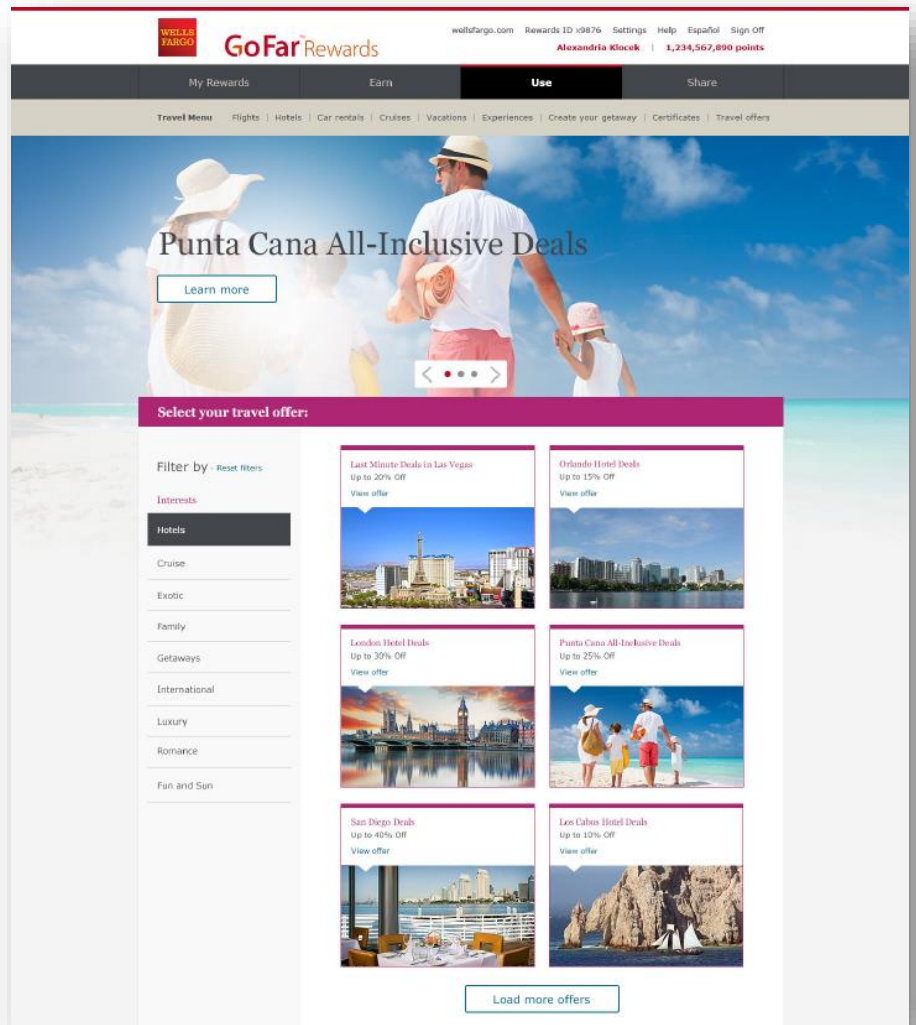 WELLS
FARGO
Go Far™ Rewards
wellsfargo.com Rewards ID x9876 Settings Help Español Sign Off
Alexandria Klocek | 1,234,567,890 points
My Rewards Earn Use Share
Travel Menu Flights | Hotels | Car rentals | Cruises | Vacations | Experiences | Create your getaway | Certificates | Travel offers
Punta Cana All-Inclusive Deals
Learn more
Select your travel offer:
Filter by - Reset filters
Interests
Hotels
Cruise
Exotic
Family
Getaways
International
Luxury
Romance
Fun and Sun
Last Minute Deals in Las Vegas
Up to 20% Off
View offer
Orlando Hotel Deals
Up to 15% Off
View offer
London Hotel Deals
Up to 30% Off
View offer
Punta Cana All-Inclusive Deals
Up to 25% Off
View offer
San Diego Deals
Up to 40% Off
View offer
Los Cabos Hotel Deals
Up to 10% Off
View offer
Load more offers